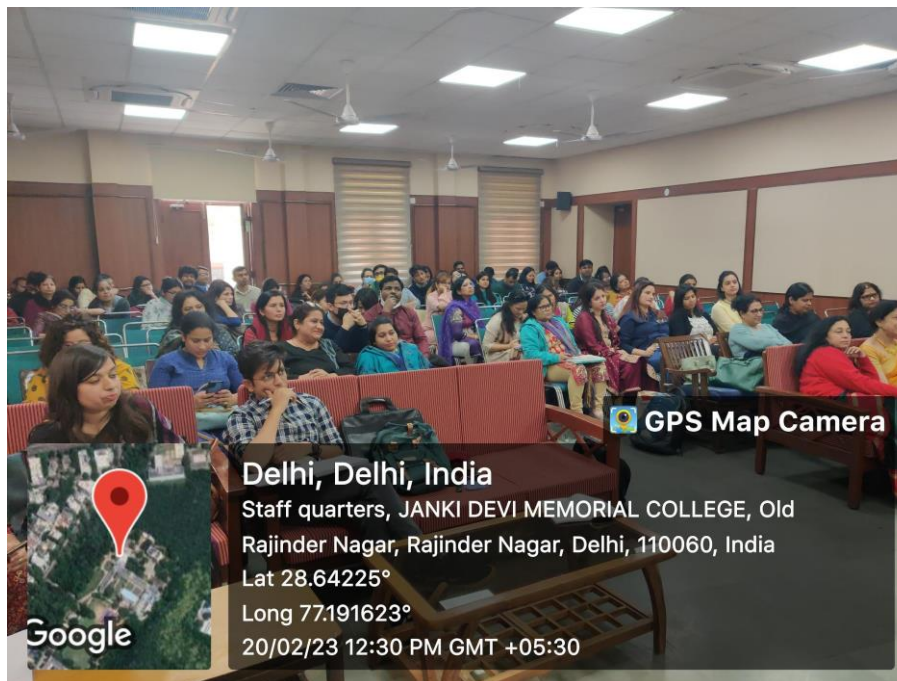 GPS Map Camera
Delhi, Delhi, India
Staff quarters, JANKI DEVI MEMORIAL COLLEGE, Old
Rajinder Nagar, Rajinder Nagar, Delhi, 110060, India
Lat 28.64225°
Long 77.191623°
20/02/23 12:30 PM GMT +05:30
Google